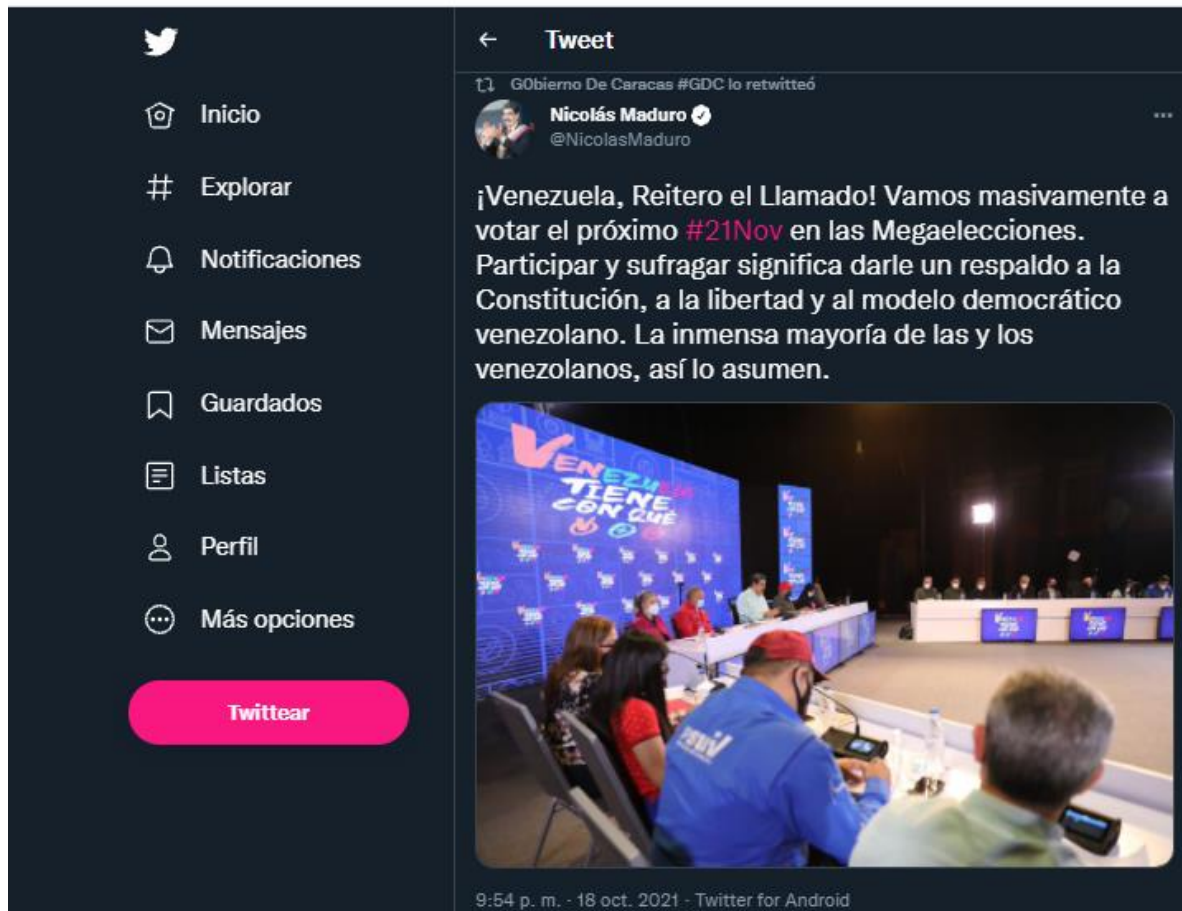 Tweet
G0bierno De Caracas #GDC lo retwitteó
Nicolás Maduro
@NicolasMaduro
Inicio
Explorar
Notificaciones
Mensajes
Guardados
Listas
Perfil
Más opciones
Twittear
¡Venezuela, Reitero el Llamado! Vamos masivamente a
votar el próximo #21Nov en las Megaelecciones.
Participar y sufragar significa darle un respaldo a la
Constitución, a la libertad y al modelo democrático
venezolano. La inmensa mayoría de las y los
venezolanos, así lo asumen.
VENEZUELA
TIENE
CON QUÉ
PSUV
9:54 p. m. · 18 oct. 2021 · Twitter for Android